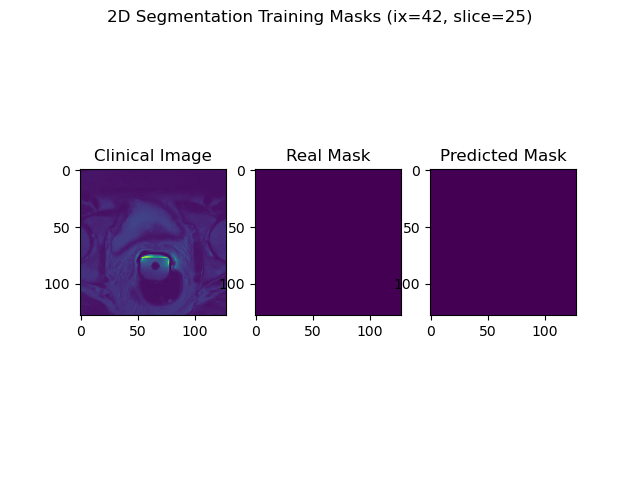 2D Segmentation Training Masks (ix=42, slice=25)
Clinical Image Real Mask Predicted Mask
0 0 0
50 50 50
100 100 100
0 50 100 0 50 100 0 50 100